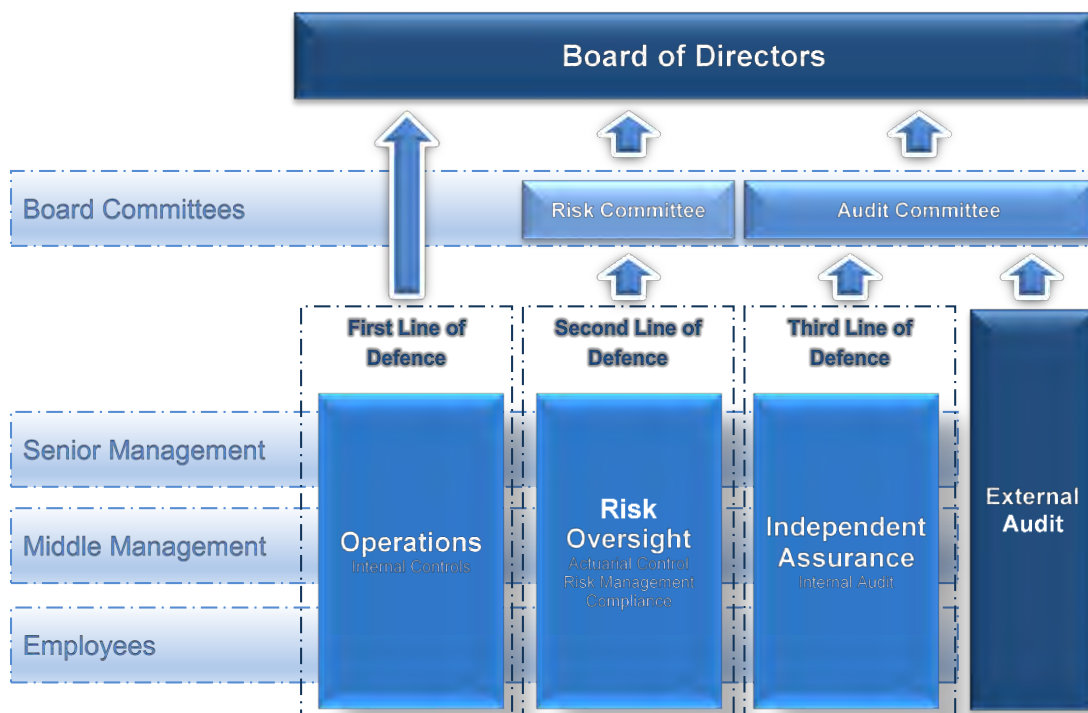 Board of Directors
Board Committees
Risk Committee
Audit Committee
First Line of
Defence
Second Line of
Defence
Third Line of
Defence
Senior Management
Middle Management
Employees
Operations
Internal Controls
Risk
Oversight
Actuarial Control
Risk Management
Compliance
Independent
Assurance
Internal Audit
External
Audit